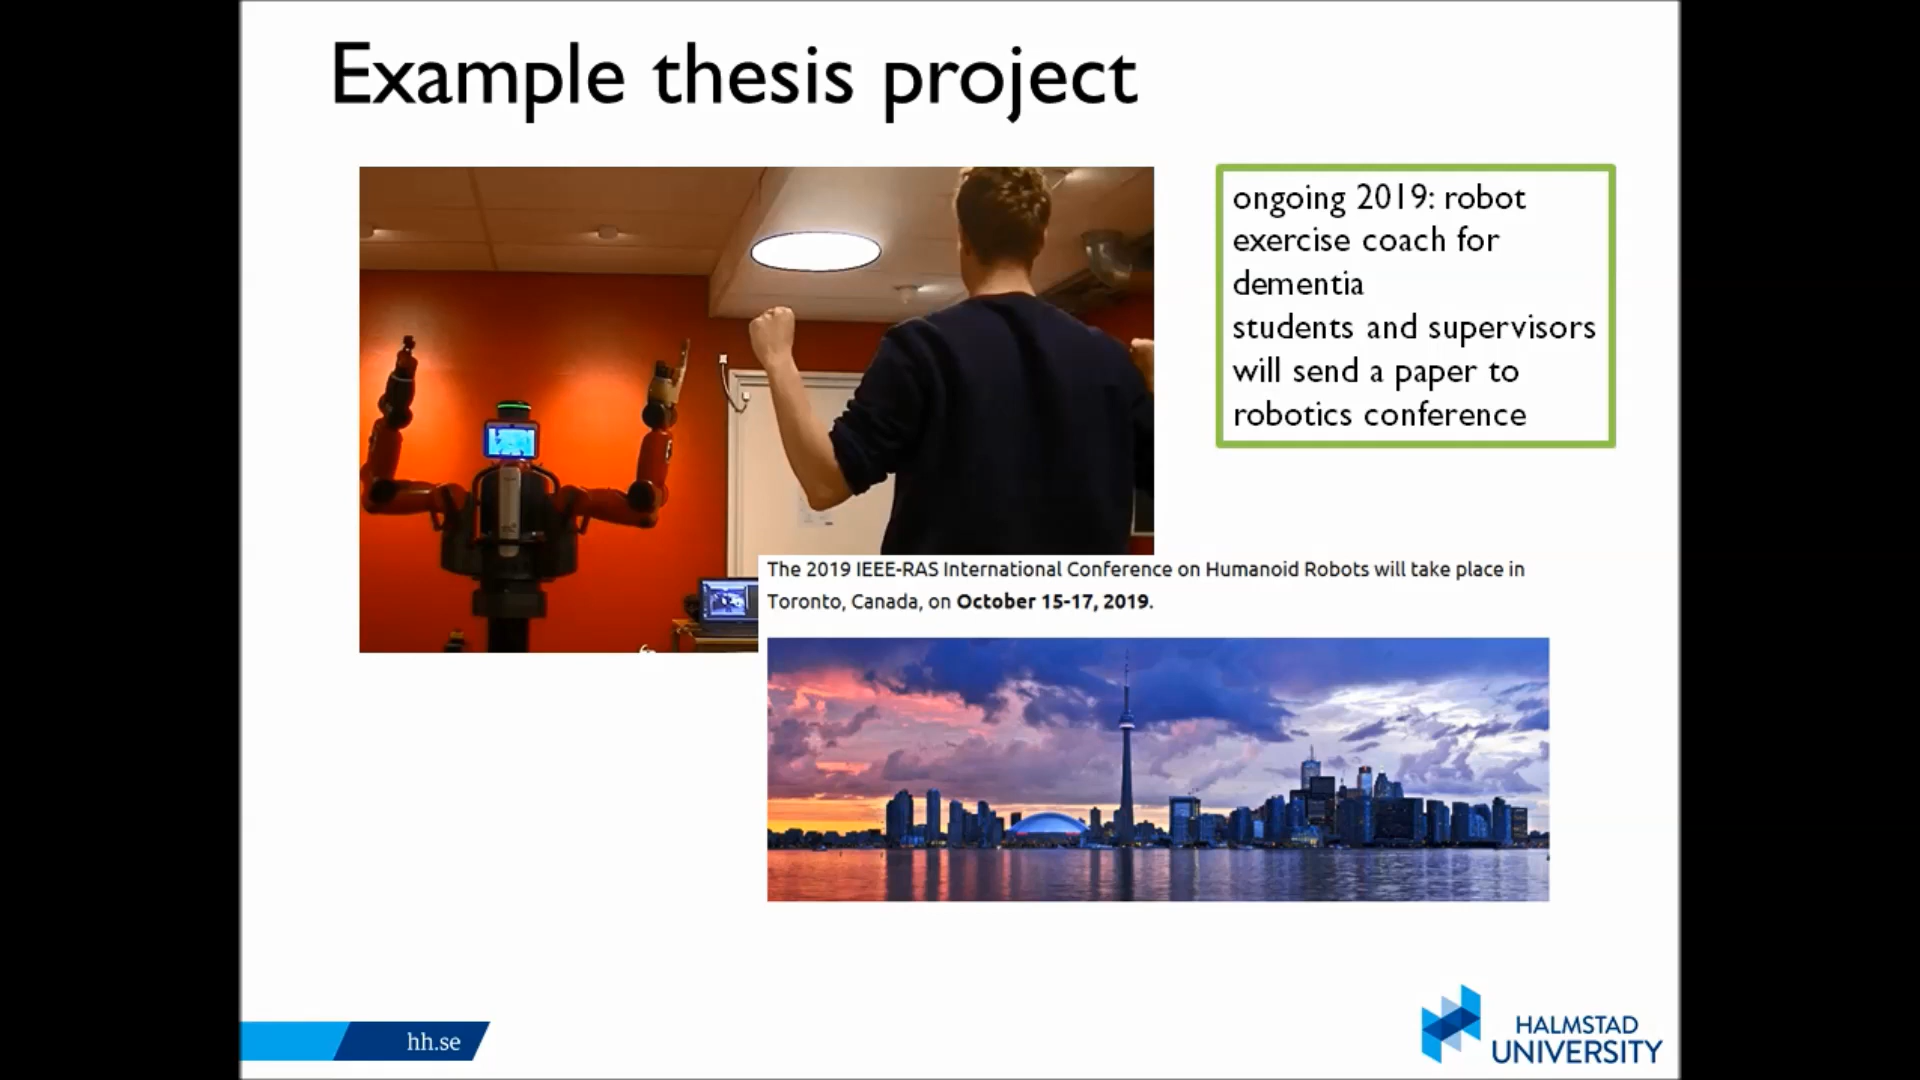 Example thesis project
ongoing 2019: robot
exercise coach for
dementia
students and supervisors
will send a paper to
robotics conference
The 2019 IEEE-RAS International Conference on Humanoid Robots will take place in
Toronto, Canada, on October 15-17, 2019.
hh.se
HALMSTAD
UNIVERSITY